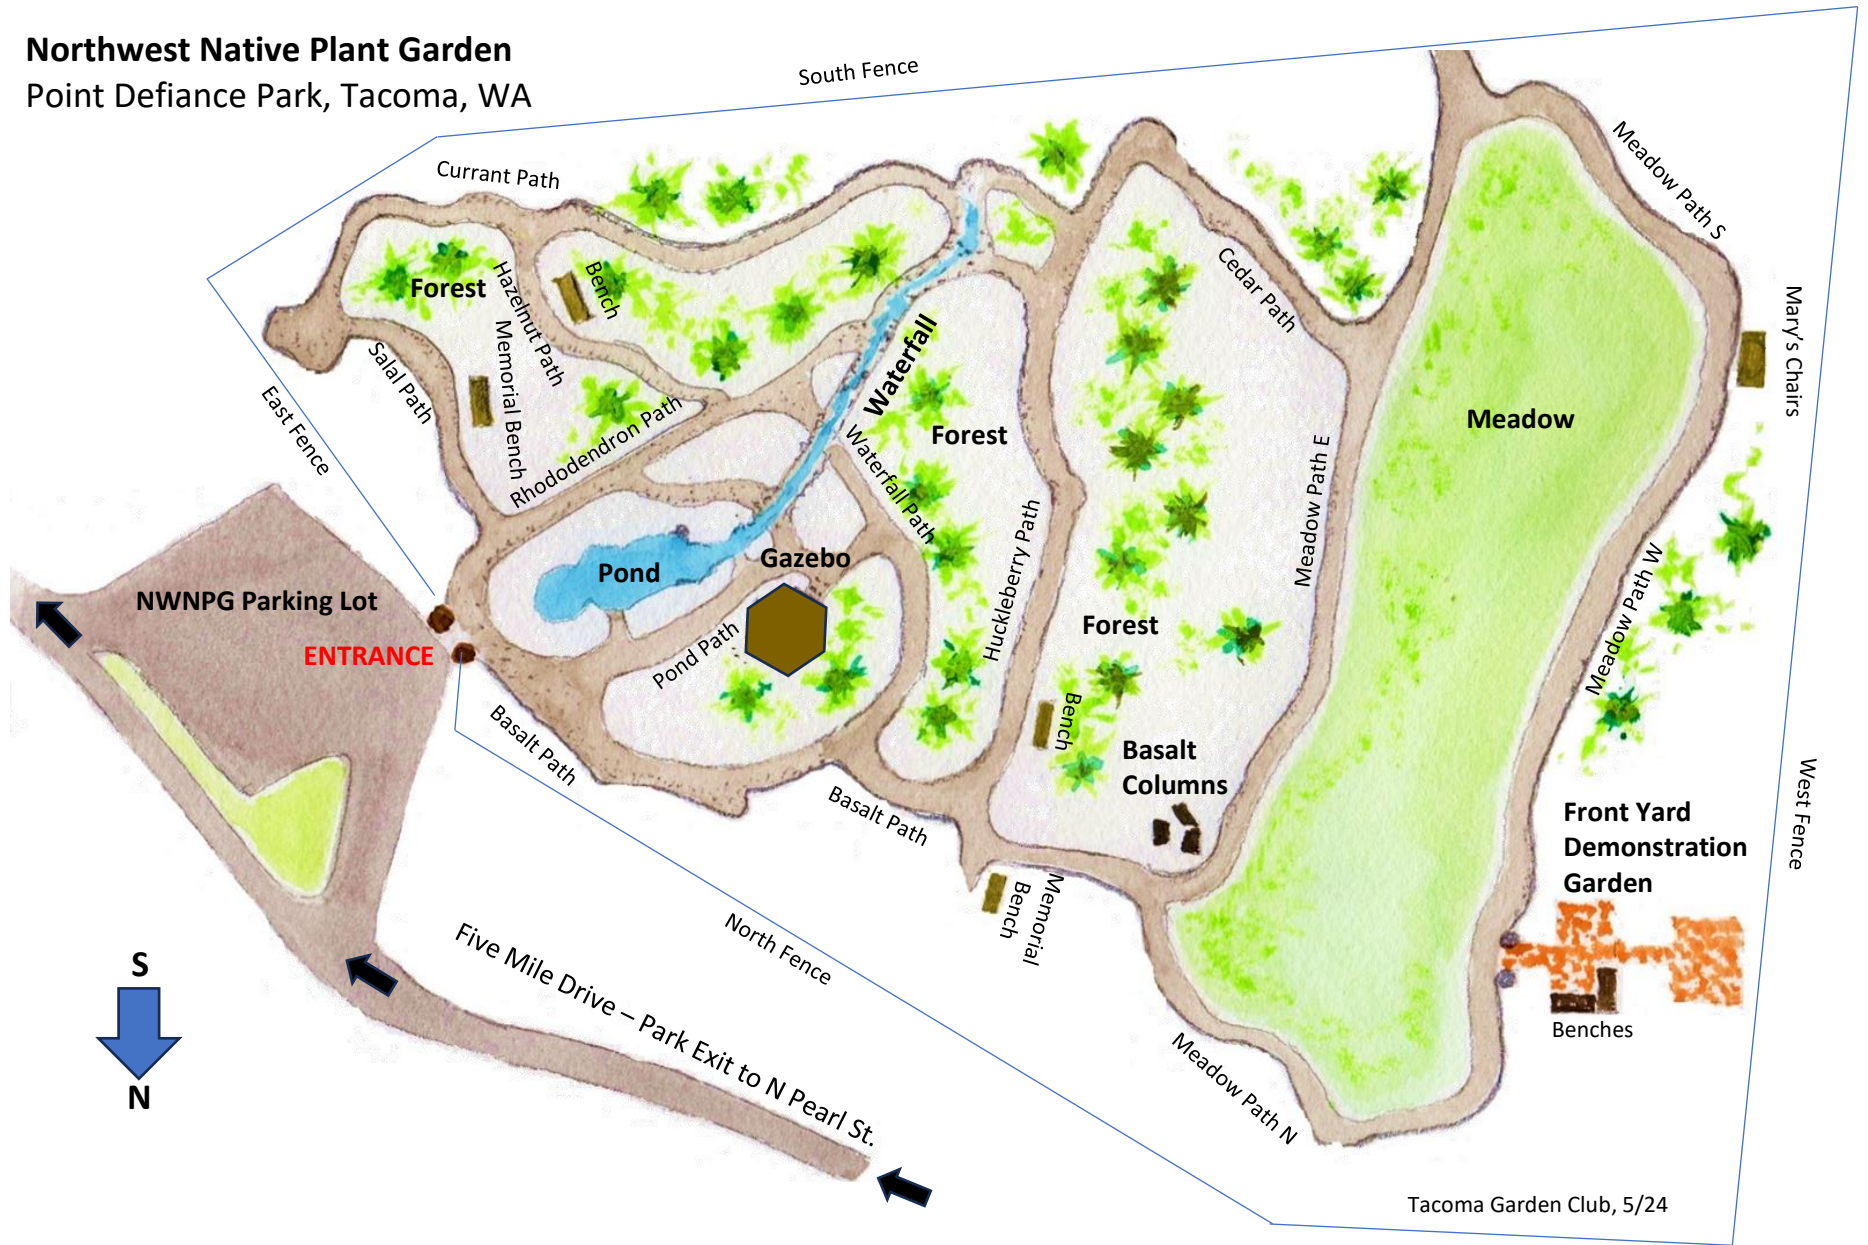 Northwest Native Plant Garden
Point Defiance Park, Tacoma, WA
South Fence
Currant Path
Meadow Path S
Forest
Hazelnut Path
Bench
Cedar Path
Mary's Chairs
Memorial Bench
Salal Path
Waterfall
East Fence
Rhododendron Path
Waterfall Path
Forest
Meadow
Meadow Path E
Huckleberry Path
Gazebo
Pond
NWNPG Parking Lot
ENTRANCE
Pond Path
Forest
Meadow Path W
Bench
Basalt Path
Basalt
Columns
Basalt Path
West Fence
Front Yard
Demonstration
Garden
Memorial
Bench
North Fence
Five Mile Drive – Park Exit to N Pearl St.
S
N
Benches
Meadow Path N
Tacoma Garden Club, 5/24